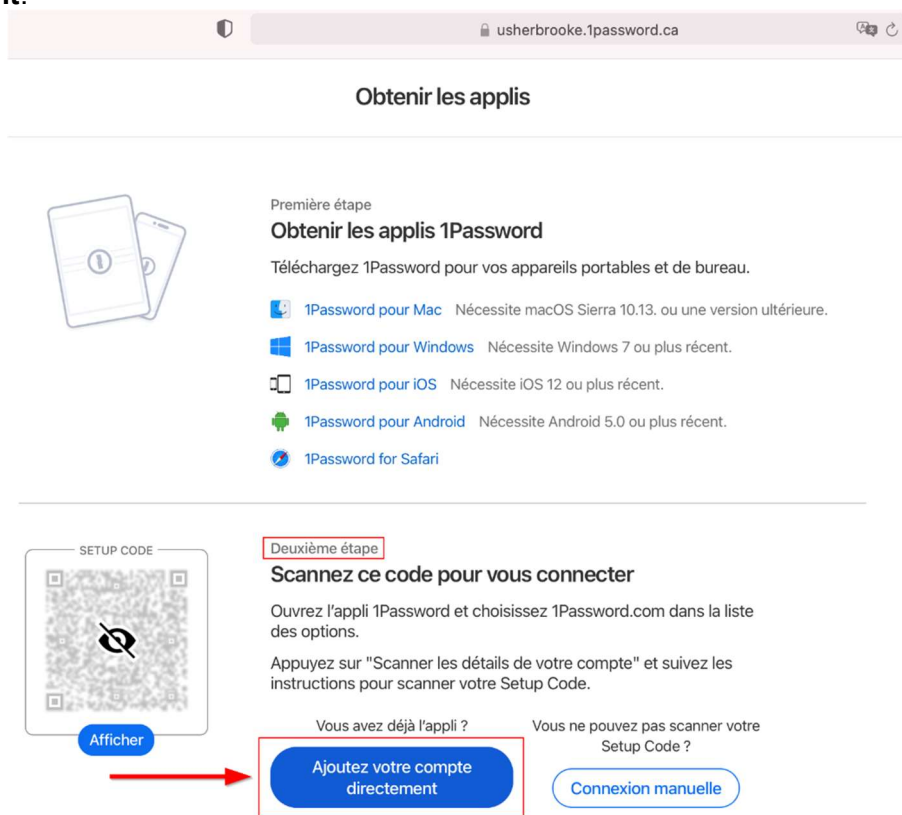 it.
usherbrooke.1password.ca
Obtenir les applis
Première étape
Obtenir les applis 1Password
Téléchargez 1Password pour vos appareils portables et de bureau.
1Password pour Mac Nécessite macOS Sierra 10.13. ou une version ultérieure.
1Password pour Windows Nécessite Windows 7 ou plus récent.
1Password pour iOS Nécessite iOS 12 ou plus récent.
1Password pour Android Nécessite Android 5.0 ou plus récent.
1Password for Safari
SETUP CODE
Afficher
Deuxième étape
Scannez ce code pour vous connecter
Ouvrez l'appli 1Password et choisissez 1Password.com dans la liste
des options.
Appuyez sur "Scanner les détails de votre compte" et suivez les
instructions pour scanner votre Setup Code.
Vous avez déjà l'appli ?
Ajoutez votre compte
directement
Vous ne pouvez pas scanner votre
Setup Code ?
Connexion manuelle